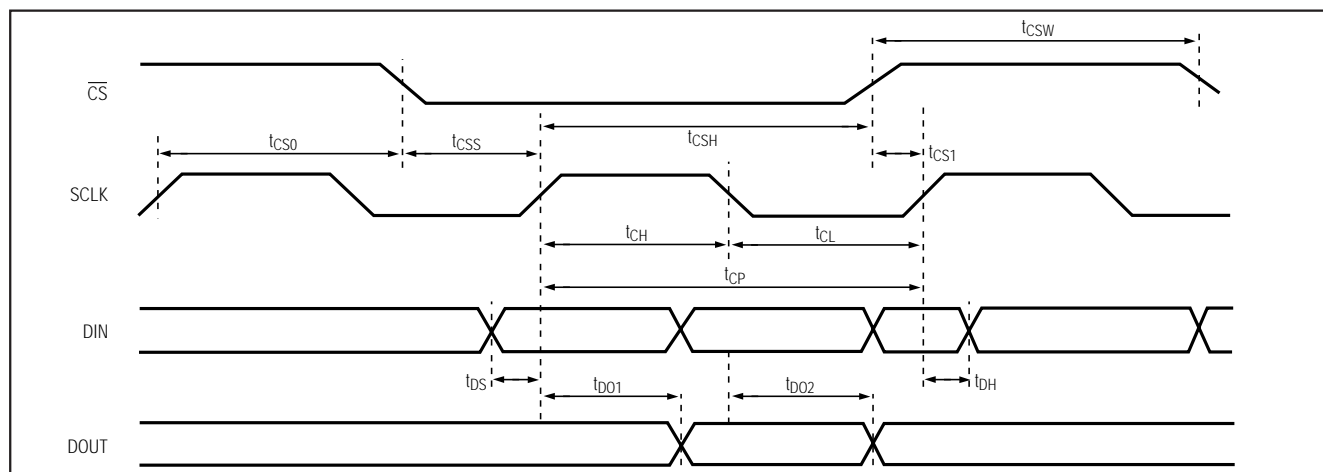 tCSW
CS
tCS0
tCSS
tCSH
tCS1
SCLK
tCH
tCL
tCP
DIN
tDS
tDO1
tDO2
tDH
DOUT